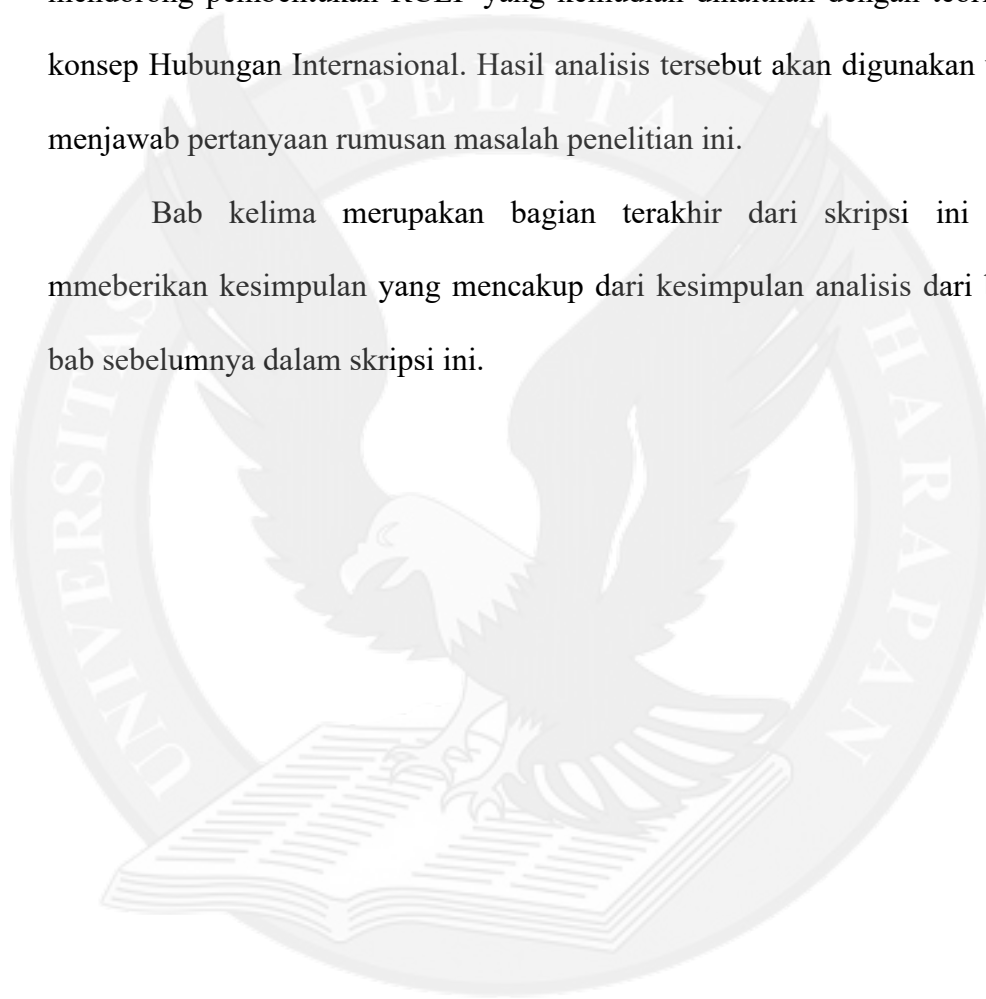 konsep Hubungan Internasional. Hasil analisis tersebut akan digunakan
menjawab pertanyaan rumusan masalah penelitian ini.
Bab kelima merupakan bagian terakhir dari skripsi ini
mmeberikan kesimpulan yang mencakup dari kesimpulan analisis dari
bab sebelumnya dalam skripsi ini.
UNIVERSITAS PELITA HARAPAN